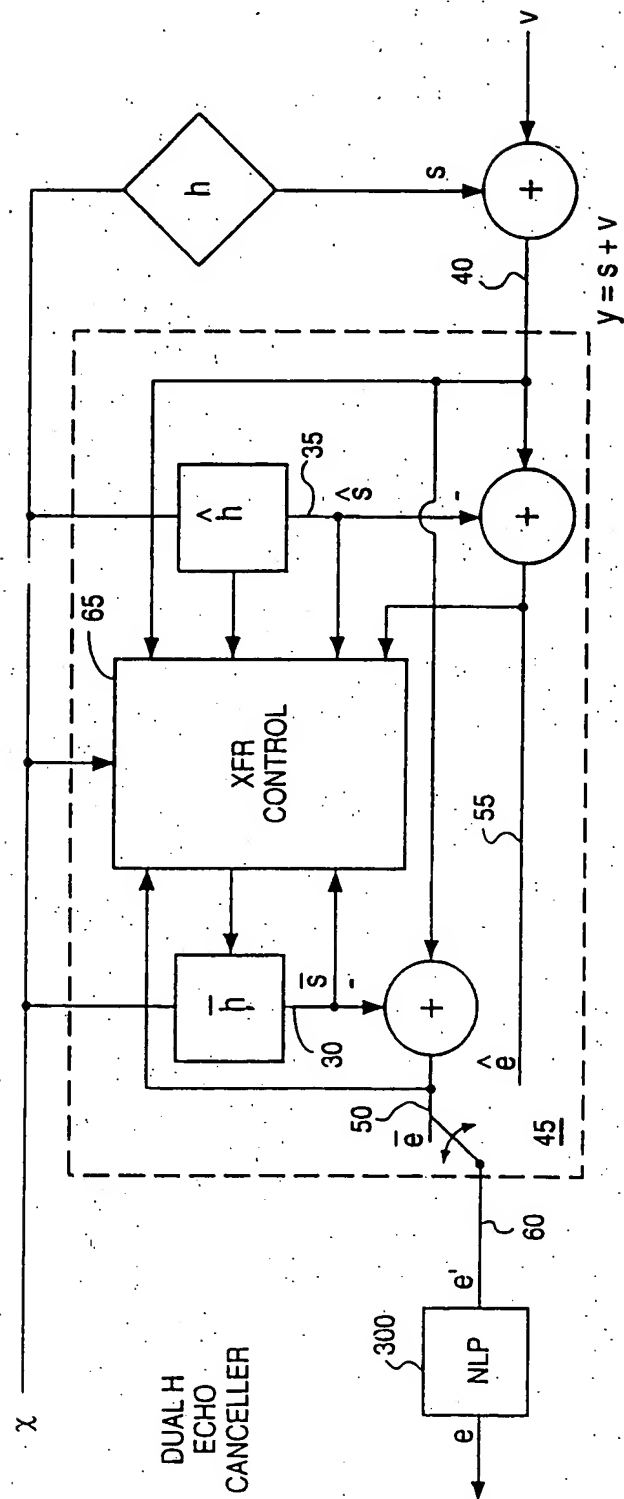 DUAL H
ECHO
CANCELLER
χ
h
s
v
y = s + v
40
ĥ
35
ŝ
-
+
65
XFR
CONTROL
h̅
s̅
-
30
+
+
55
ê
50
e̅
45
60
e'
300
NLP
e